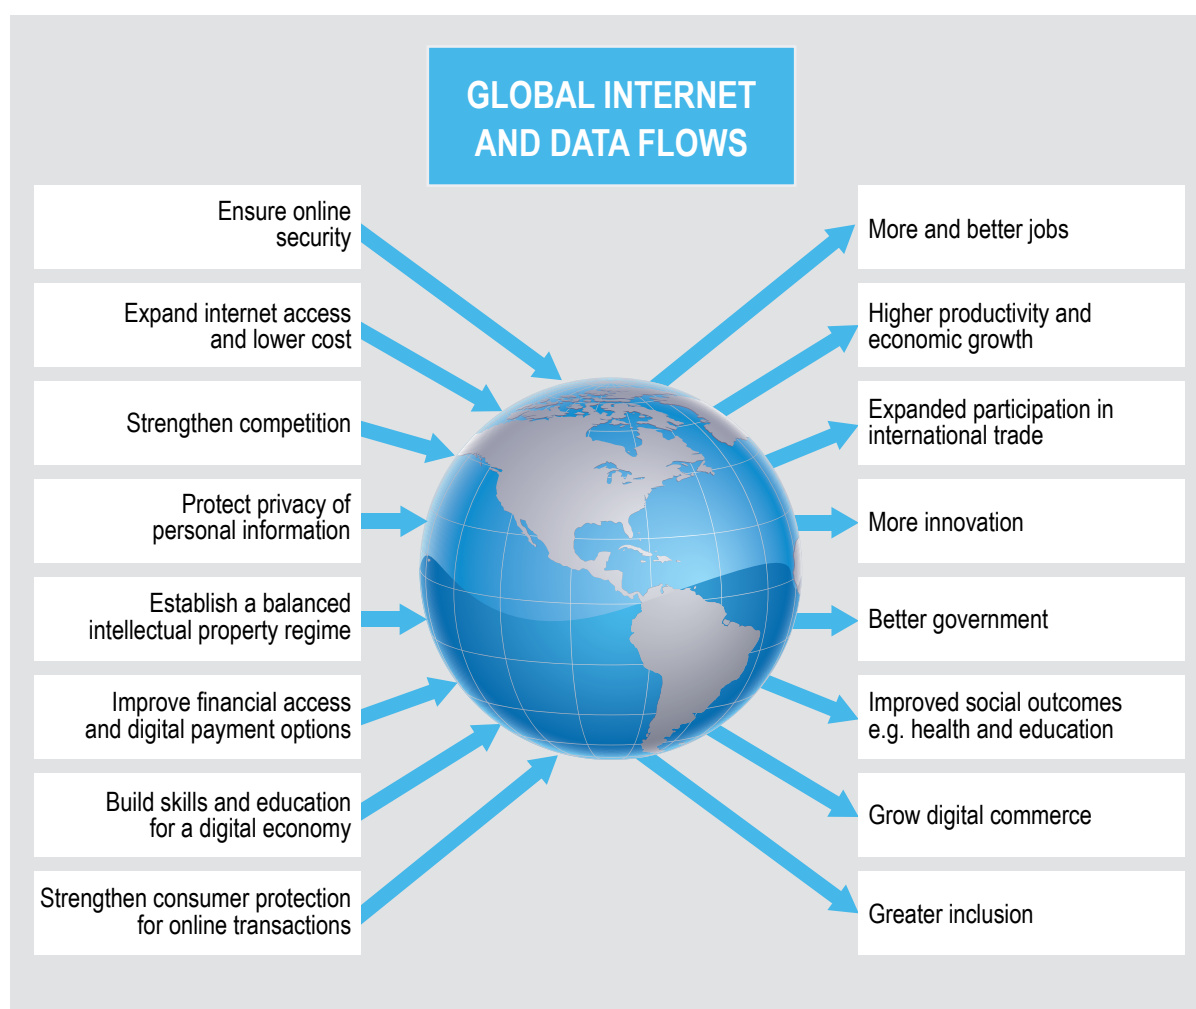 GLOBAL INTERNET
AND DATA FLOWS
Ensure online
security
Expand internet access
and lower cost
Strengthen competition
Protect privacy of
personal information
Establish a balanced
intellectual property regime
Improve financial access
and digital payment options
Build skills and education
for a digital economy
Strengthen consumer protection
for online transactions
More and better jobs
Higher productivity and
economic growth
Expanded participation in
international trade
More innovation
Better government
Improved social outcomes
e.g. health and education
Grow digital commerce
Greater inclusion